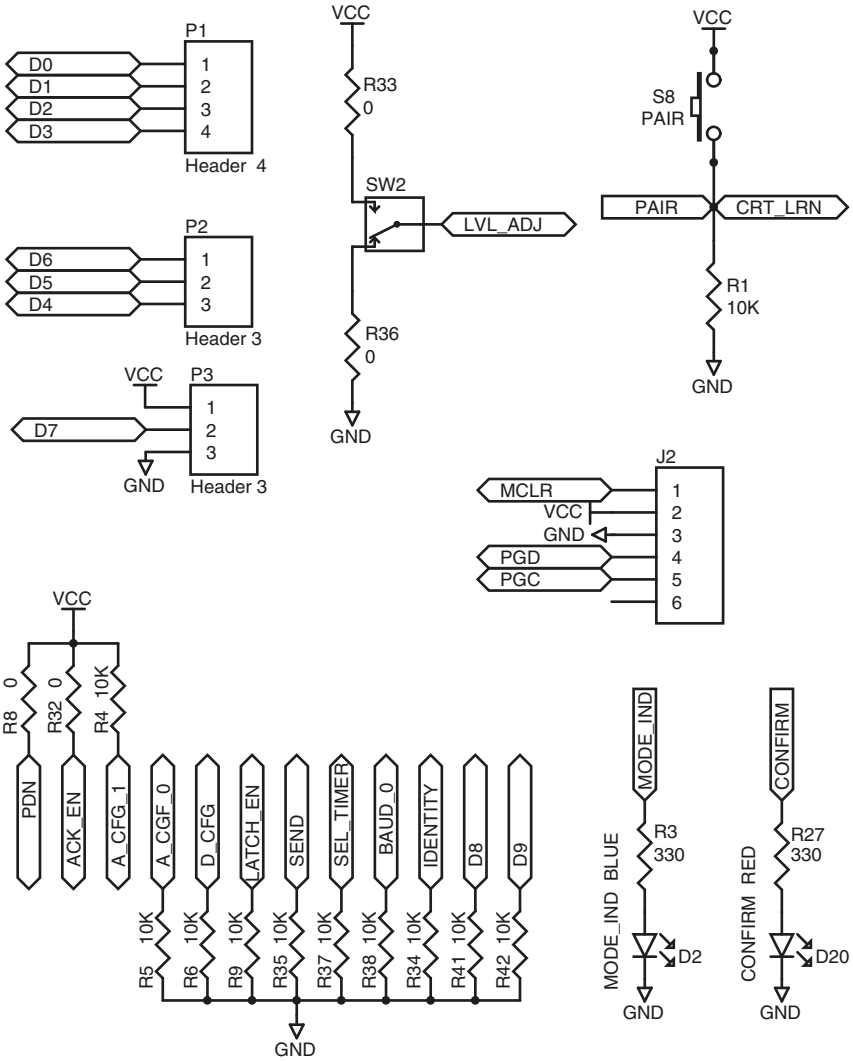 P1
D0 1
D1 2
D2 3
D3 4
Header 4
P2
D6 1
D5 2
D4 3
Header 3
VCC P3
1
D7 2
3
GND Header 3
VCC
R33
0
SW2
LVL_ADJ
R36
0
GND
VCC
S8
PAIR
PAIR CRT_LRN
R1
10K
GND
J2
MCLR 1
VCC 2
GND 3
PGD 4
PGC 5
6
VCC
R8 0
R32 0
R4 10K
PDN
ACK_EN
A_CFG_1
A_CGF_0
D_CFG
LATCH_EN
SEND
SEL_TIMER
BAUD_0
IDENTITY
D8
D9
R5 10K
R6 10K
R9 10K
R35 10K
R37 10K
R38 10K
R34 10K
R41 10K
R42 10K
GND
MODE_IND
R3
330
MODE_IND BLUE
D2
GND
CONFIRM
R27
330
CONFIRM RED
D20
GND